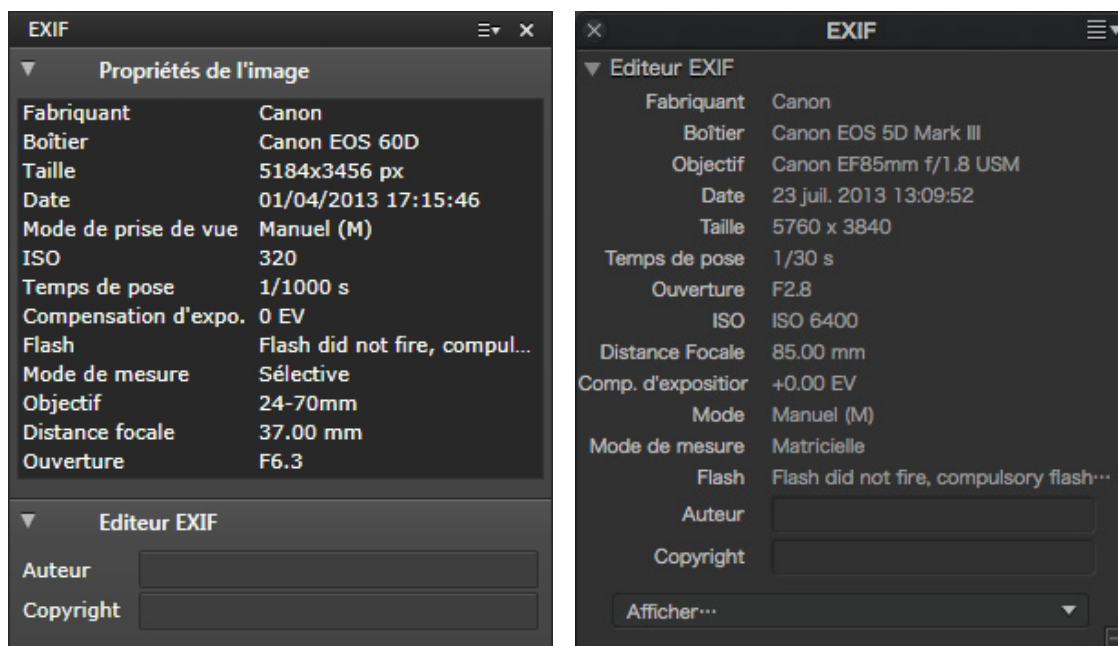 EXIF
Propriétés de l'image
Fabriquant Canon
Boîtier Canon EOS 60D
Taille 5184x3456 px
Date 01/04/2013 17:15:46
Mode de prise de vue Manuel (M)
ISO 320
Temps de pose 1/1000 s
Compensation d'expo. 0 EV
Flash Flash did not fire, compul...
Mode de mesure Sélective
Objectif 24-70mm
Distance focale 37.00 mm
Ouverture F6.3
Editeur EXIF
Auteur
Copyright
EXIF
Editeur EXIF
Fabriquant Canon
Boîtier Canon EOS 5D Mark III
Objectif Canon EF85mm f/1.8 USM
Date 23 juil. 2013 13:09:52
Taille 5760 x 3840
Temps de pose 1/30 s
Ouverture F2.8
ISO ISO 6400
Distance Focale 85.00 mm
Comp. d'expositior +0.00 EV
Mode Manuel (M)
Mode de mesure Matricielle
Flash Flash did not fire, compulsory flash…
Auteur
Copyright
Afficher…